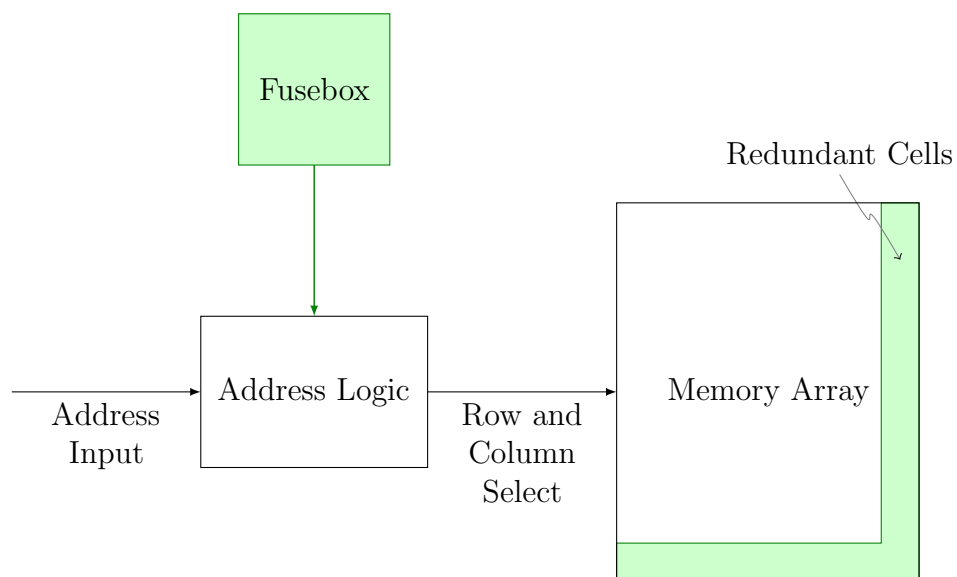 Fusebox
Redundant Cells
Address Logic
Memory Array
Address
Input
Row and
Column
Select